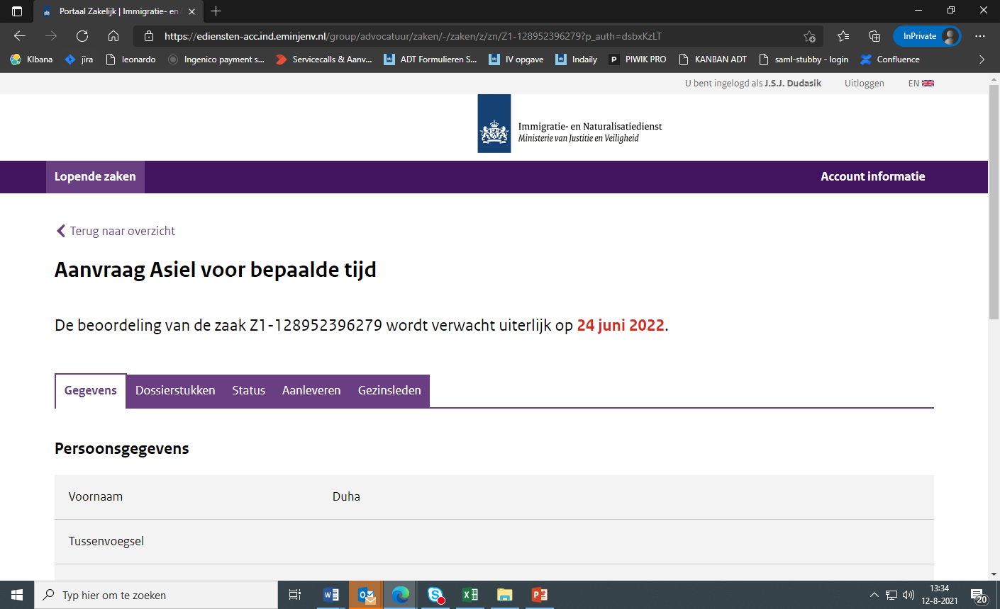 Portaal Zakelijk | Immigratie- en
https://ediensten-acc.ind.eminjenv.nl/group/advocatuur/zaken/-/zaken/z/zn/Z1-128952396279?p_auth=dsbxKzLT
InPrivate
KIbana jira leonardo Ingenico payment s... Servicecalls & Aanv... ADT Formulieren S... IV opgave Indaily PIWIK PRO KANBAN ADT saml-stubby - login Confluence
U bent ingelogd als J.S.J. Dudasik Uitloggen EN
Immigratie- en Naturalisatiedienst
Ministerie van Justitie en Veiligheid
Lopende zaken Account informatie
Terug naar overzicht
Aanvraag Asiel voor bepaalde tijd
De beoordeling van de zaak Z1-128952396279 wordt verwacht uiterlijk op 24 juni 2022.
Gegevens Dossierstukken Status Aanleveren Gezinsleden
Persoonsgegevens
Voornaam Duha
Tussenvoegsel
Typ hier om te zoeken
13:34
12-8-2021
20